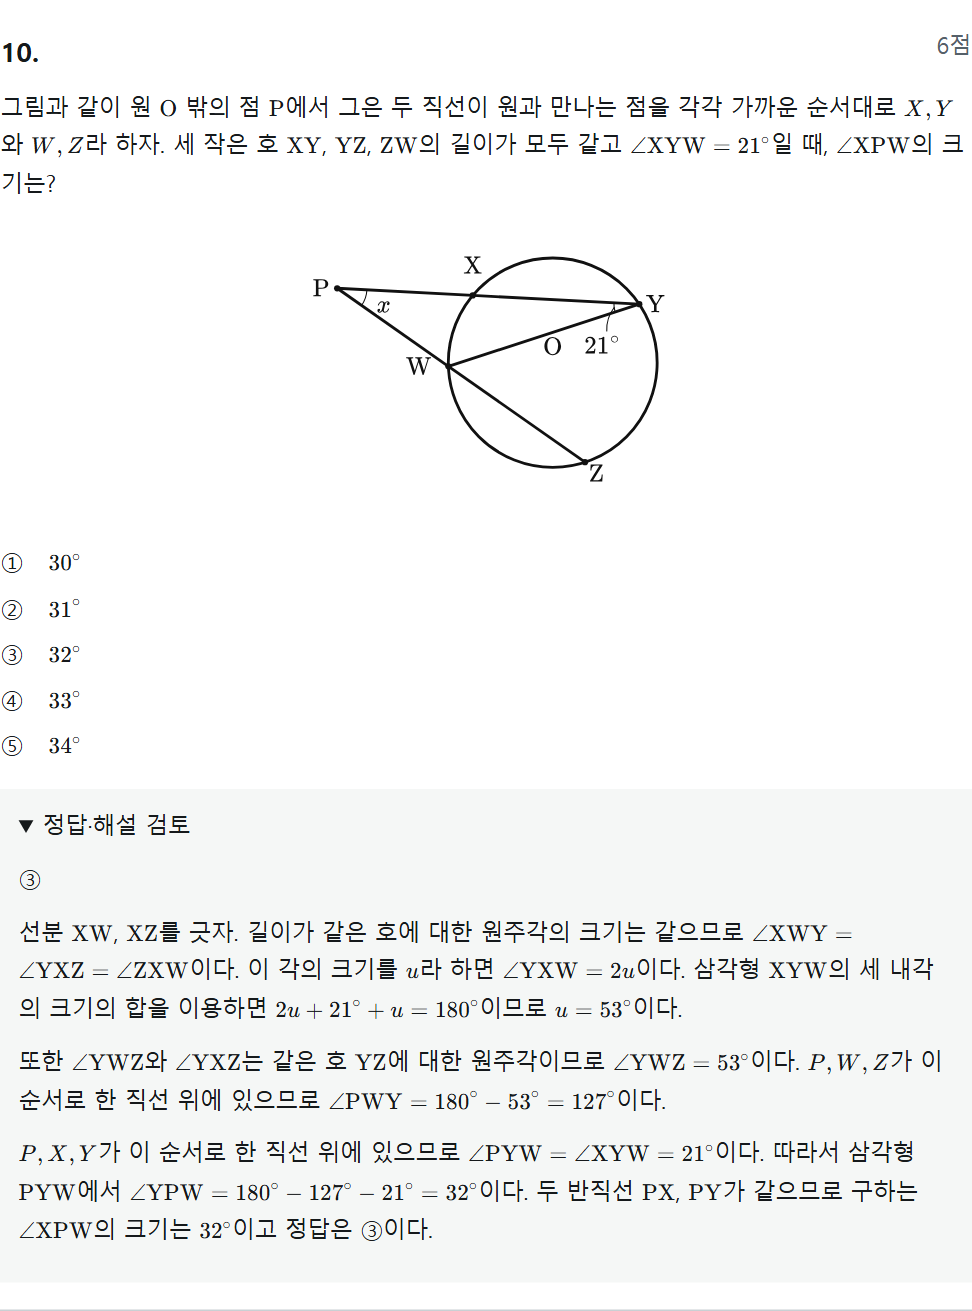 10.
6점
그림과 같이 원 O 밖의 점 P에서 그은 두 직선이 원과 만나는 점을 각각 가까운 순서대로 X, Y
와 W, Z라 하자. 세 작은 호 XY, YZ, ZW의 길이가 모두 같고 ∠XYW = 21°일 때, ∠XPW의 크
기는?
X
P
x
Y
W
O
21°
Z
① 30°
② 31°
③ 32°
④ 33°
⑤ 34°
▼ 정답·해설 검토
③
선분 XW, XZ를 긋자. 길이가 같은 호에 대한 원주각의 크기는 같으므로 ∠XWY =
∠YXZ = ∠ZXW이다. 이 각의 크기를 u라 하면 ∠YXW = 2u이다. 삼각형 XYW의 세 내각
의 크기의 합을 이용하면 2u + 21° + u = 180°이므로 u = 53°이다.
또한 ∠YWZ와 ∠YXZ는 같은 호 YZ에 대한 원주각이므로 ∠YWZ = 53°이다. P, W, Z가 이
순서로 한 직선 위에 있으므로 ∠PWY = 180° − 53° = 127°이다.
P, X, Y가 이 순서로 한 직선 위에 있으므로 ∠PYW = ∠XYW = 21°이다. 따라서 삼각형
PYW에서 ∠YPW = 180° − 127° − 21° = 32°이다. 두 반직선 PX, PY가 같으므로 구하는
∠XPW의 크기는 32°이고 정답은 ③이다.